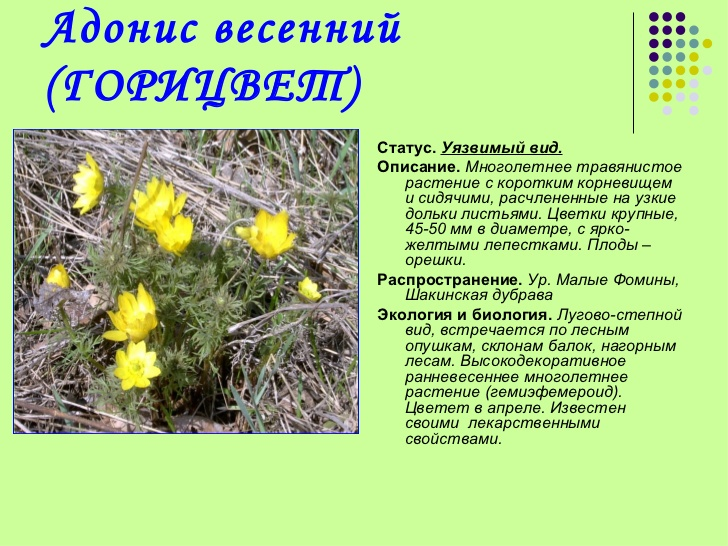 Адонис весенний
(ГОРИЦВЕТ)
Статус. Уязвимый вид.
Описание. Многолетнее травянистое
растение с коротким корневищем
и сидячими, расчлененные на узкие
дольки листьями. Цветки крупные,
45-50 мм в диаметре, с ярко-
желтыми лепестками. Плоды –
орешки.
Распространение. Ур. Малые Фомины,
Шакинская дубрава
Экология и биология. Лугово-степной
вид, встречается по лесным
опушкам, склонам балок, нагорным
лесам. Высокодекоративное
ранневесеннее многолетнее
растение (гемиэфемероид).
Цветет в апреле. Известен
своими лекарственными
свойствами.